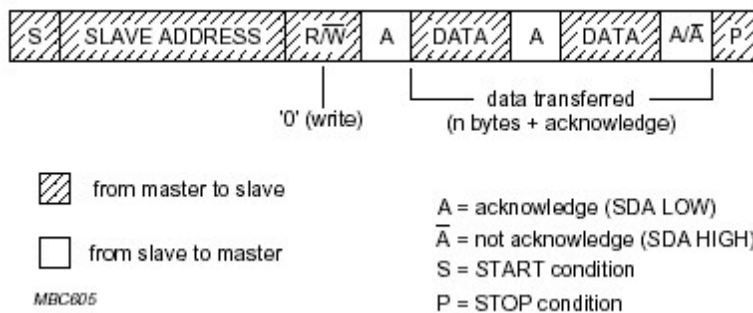 S SLAVE ADDRESS R/W̅ A DATA A DATA A/A̅ P
'0' (write)
data transferred
(n bytes + acknowledge)
from master to slave
from slave to master
A = acknowledge (SDA LOW)
A̅ = not acknowledge (SDA HIGH)
S = START condition
P = STOP condition
MBC605